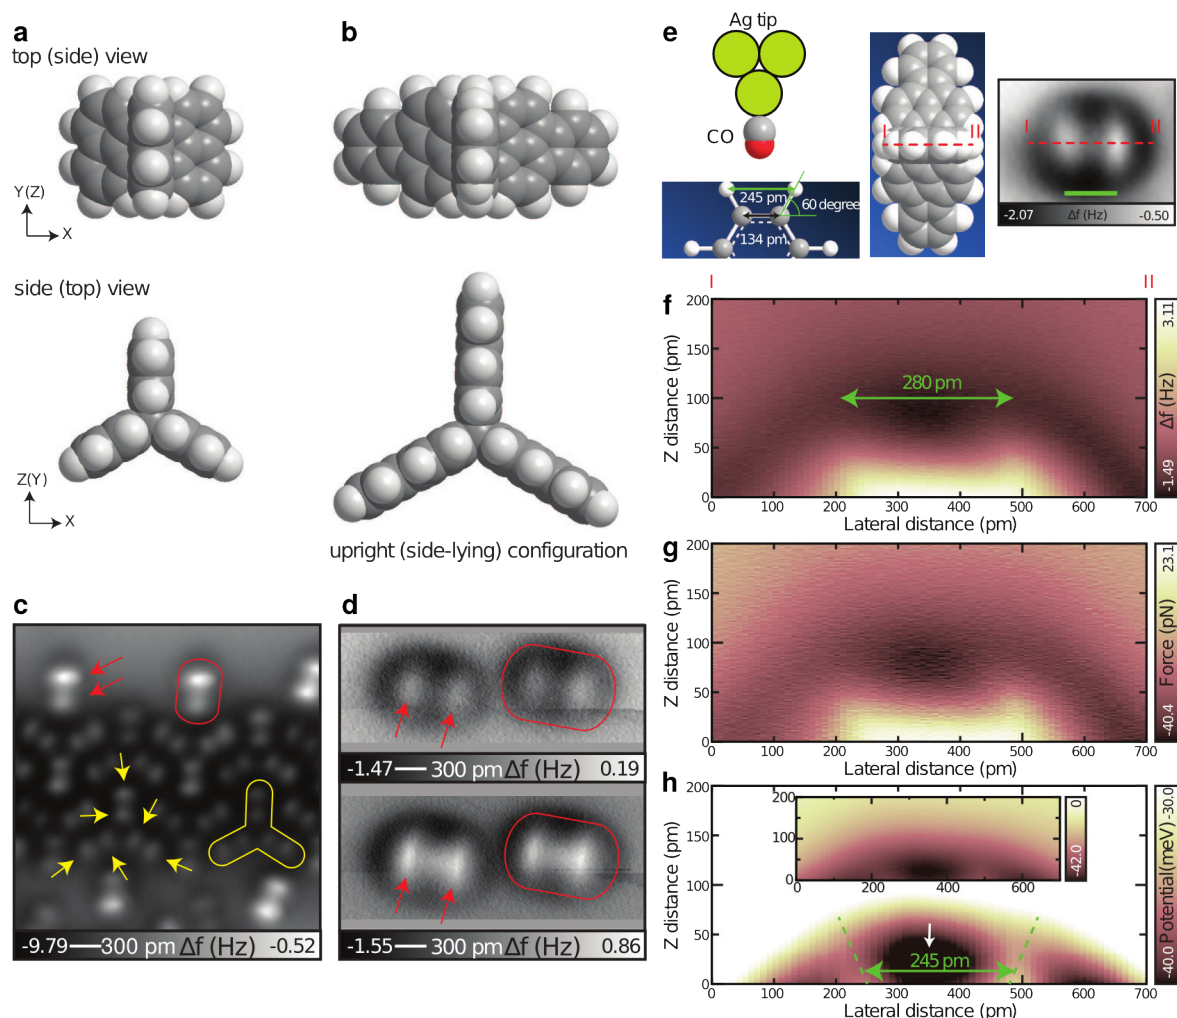 a
top (side) view
Y(Z)
X
side (top) view
Z(Y)
X
b
upright (side-lying) configuration
c
-9.79 300 pm Δf (Hz) -0.52
d
-1.47 300 pm Δf (Hz) 0.19
-1.55 300 pm Δf (Hz) 0.86
e
Ag tip
CO
245 pm
60 degree
134 pm
I II
I II
-2.07 Δf (Hz) -0.50
I II
f
200
150
100
50
0
Z distance (pm)
280 pm
0 100 200 300 400 500 600 700
Lateral distance (pm)
-1.49 Δf (Hz) 3.11
g
200
150
100
50
0
Z distance (pm)
0 100 200 300 400 500 600 700
Lateral distance (pm)
-40.4 Force (pN) 23.1
h
200
150
100
50
0
Z distance (pm)
200
100
0
0 200 400 600
-42.0 0
245 pm
0 100 200 300 400 500 600 700
Lateral distance (pm)
-40.0 Potential(meV) -30.0